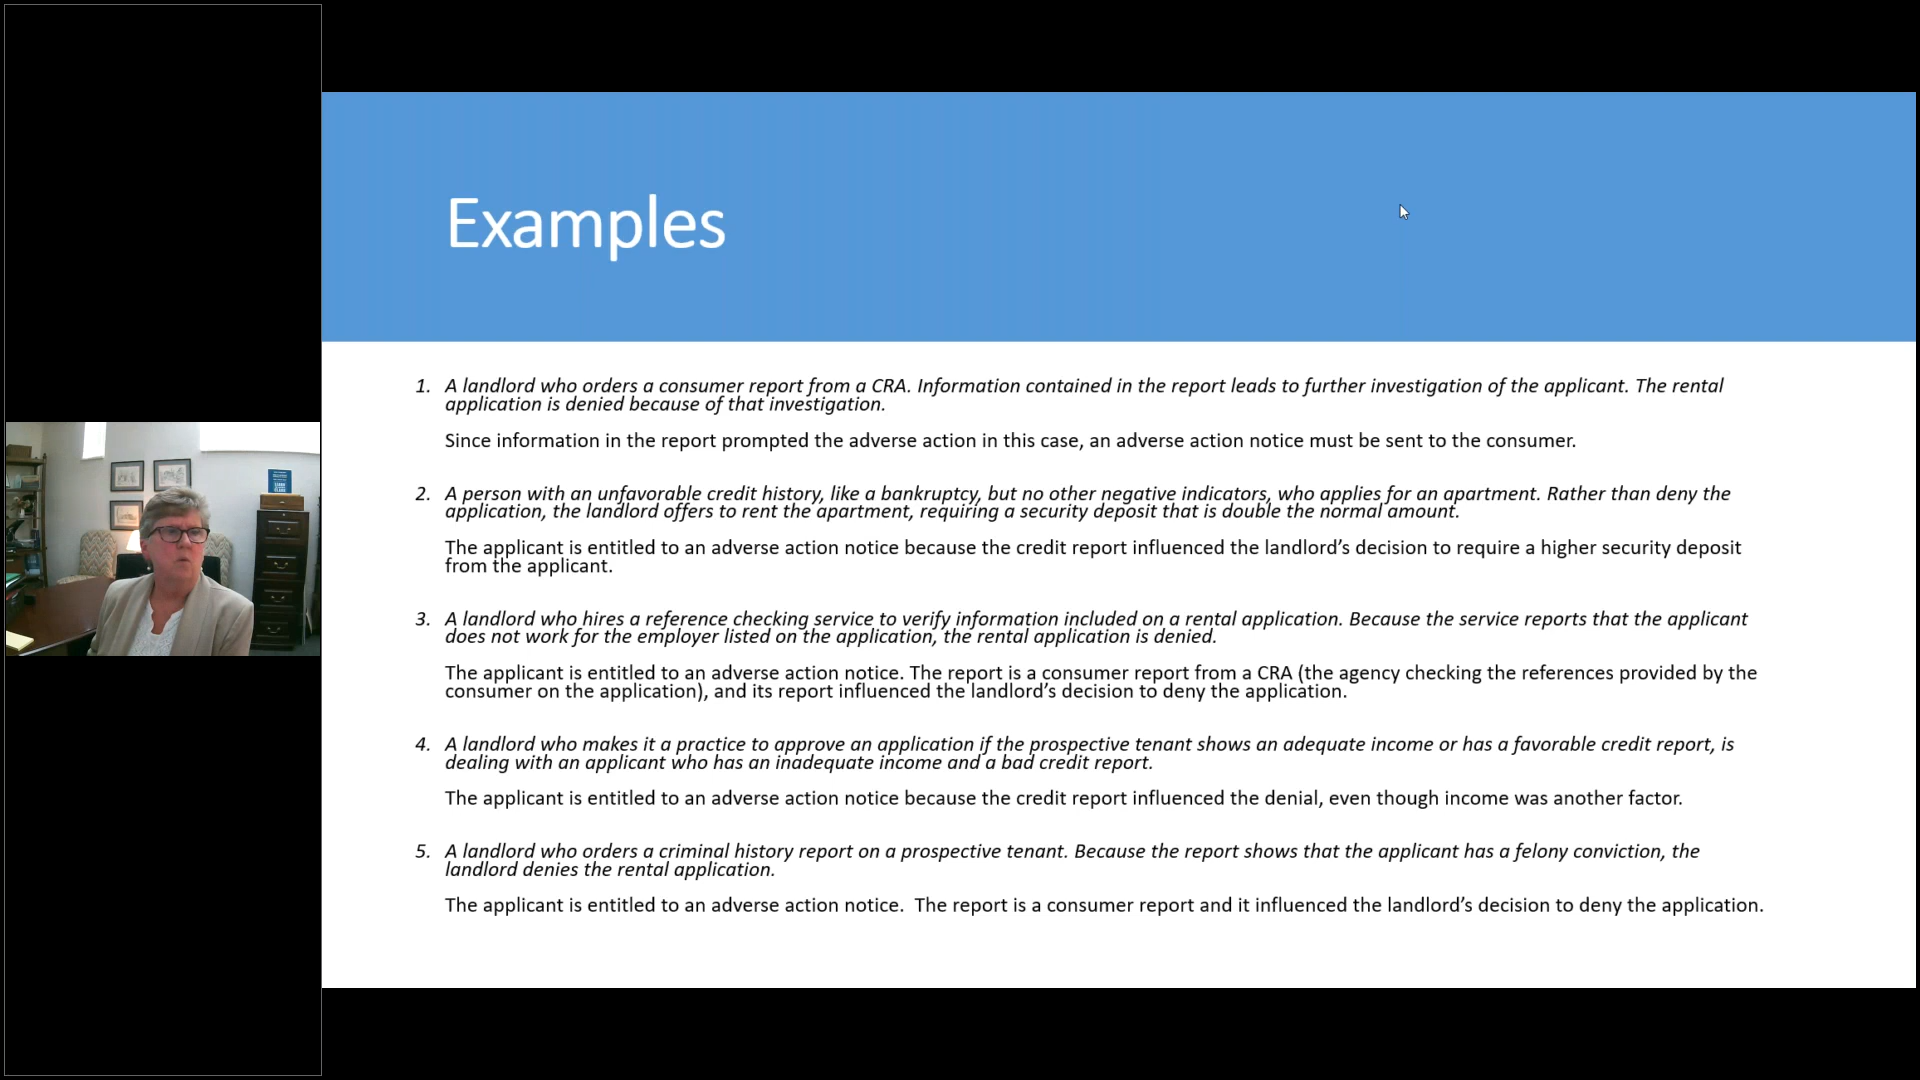 Examples
1. A landlord who orders a consumer report from a CRA. Information contained in the report leads to further investigation of the applicant. The rental
application is denied because of that investigation.
Since information in the report prompted the adverse action in this case, an adverse action notice must be sent to the consumer.
2. A person with an unfavorable credit history, like a bankruptcy, but no other negative indicators, who applies for an apartment. Rather than deny the
application, the landlord offers to rent the apartment, requiring a security deposit that is double the normal amount.
The applicant is entitled to an adverse action notice because the credit report influenced the landlord’s decision to require a higher security deposit
from the applicant.
3. A landlord who hires a reference checking service to verify information included on a rental application. Because the service reports that the applicant
does not work for the employer listed on the application, the rental application is denied.
The applicant is entitled to an adverse action notice. The report is a consumer report from a CRA (the agency checking the references provided by the
consumer on the application), and its report influenced the landlord’s decision to deny the application.
4. A landlord who makes it a practice to approve an application if the prospective tenant shows an adequate income or has a favorable credit report, is
dealing with an applicant who has an inadequate income and a bad credit report.
The applicant is entitled to an adverse action notice because the credit report influenced the denial, even though income was another factor.
5. A landlord who orders a criminal history report on a prospective tenant. Because the report shows that the applicant has a felony conviction, the
landlord denies the rental application.
The applicant is entitled to an adverse action notice.  The report is a consumer report and it influenced the landlord’s decision to deny the application.